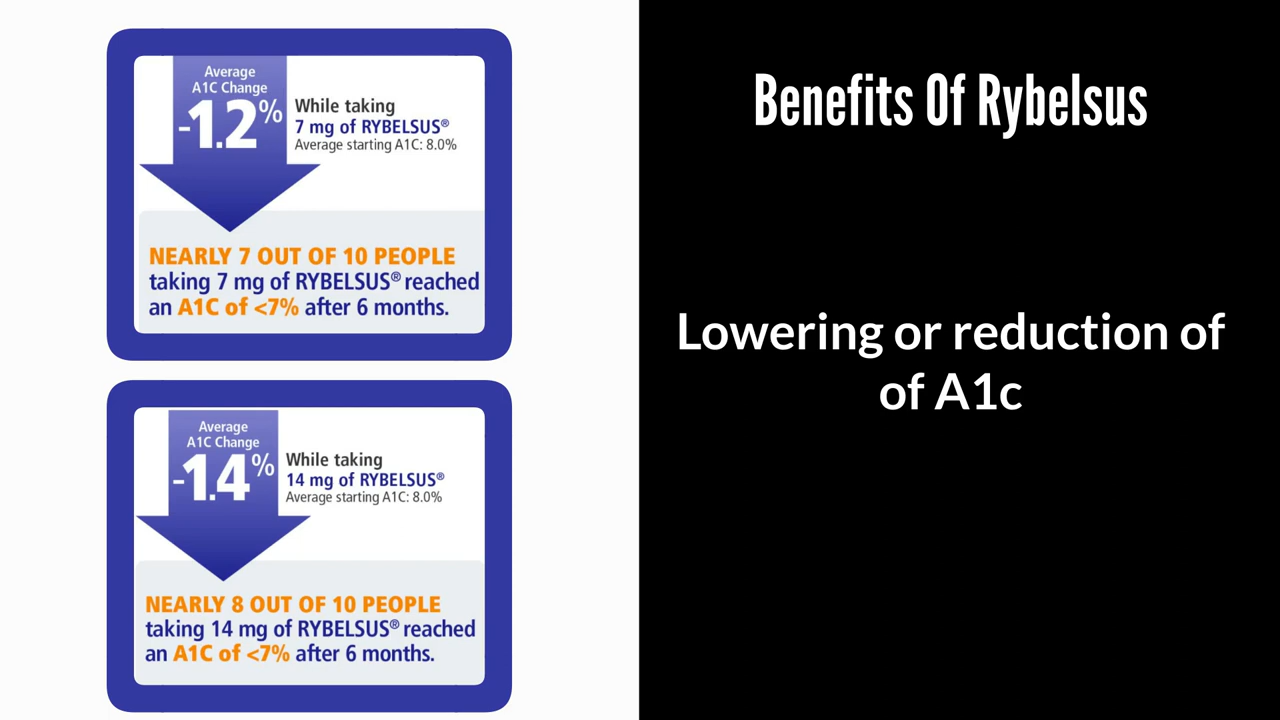 Average
A1C Change
-1.2%
While taking
7 mg of RYBELSUS®
Average starting A1C: 8.0%
NEARLY 7 OUT OF 10 PEOPLE
taking 7 mg of RYBELSUS® reached
an A1C of <7% after 6 months.
Average
A1C Change
-1.4%
While taking
14 mg of RYBELSUS®
Average starting A1C: 8.0%
NEARLY 8 OUT OF 10 PEOPLE
taking 14 mg of RYBELSUS® reached
an A1C of <7% after 6 months.
Benefits Of Rybelsus
Lowering or reduction of
of A1c